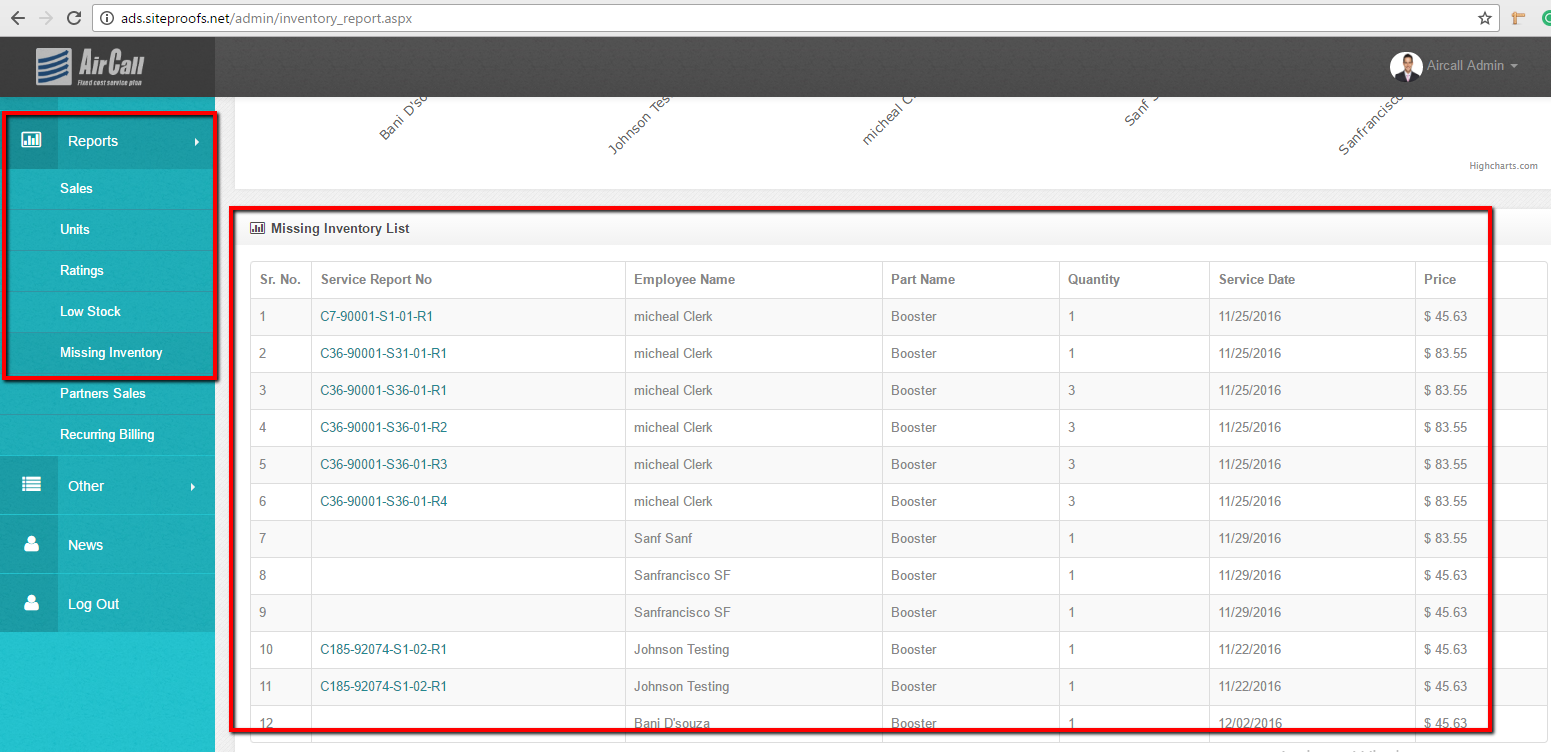 ads.siteproofs.net/admin/inventory_report.aspx
AirCall
Fixed cost service plan
Aircall Admin
Bani D'so
Johnson Tes
micheal C
Sanf S
Sanfrancisco
Highcharts.com
Reports
Sales
Units
Ratings
Low Stock
Missing Inventory
Partners Sales
Recurring Billing
Other
News
Log Out
Missing Inventory List
Sr. No. Service Report No Employee Name Part Name Quantity Service Date Price
1 C7-90001-S1-01-R1 micheal Clerk Booster 1 11/25/2016 $ 45.63
2 C36-90001-S31-01-R1 micheal Clerk Booster 1 11/25/2016 $ 83.55
3 C36-90001-S36-01-R1 micheal Clerk Booster 3 11/25/2016 $ 83.55
4 C36-90001-S36-01-R2 micheal Clerk Booster 3 11/25/2016 $ 83.55
5 C36-90001-S36-01-R3 micheal Clerk Booster 3 11/25/2016 $ 83.55
6 C36-90001-S36-01-R4 micheal Clerk Booster 3 11/25/2016 $ 83.55
7 Sanf Sanf Booster 1 11/29/2016 $ 83.55
8 Sanfrancisco SF Booster 1 11/29/2016 $ 45.63
9 Sanfrancisco SF Booster 1 11/29/2016 $ 45.63
10 C185-92074-S1-02-R1 Johnson Testing Booster 1 11/22/2016 $ 45.63
11 C185-92074-S1-02-R1 Johnson Testing Booster 1 11/22/2016 $ 45.63
12 Bani D'souza Booster 1 12/02/2016 $ 45.63